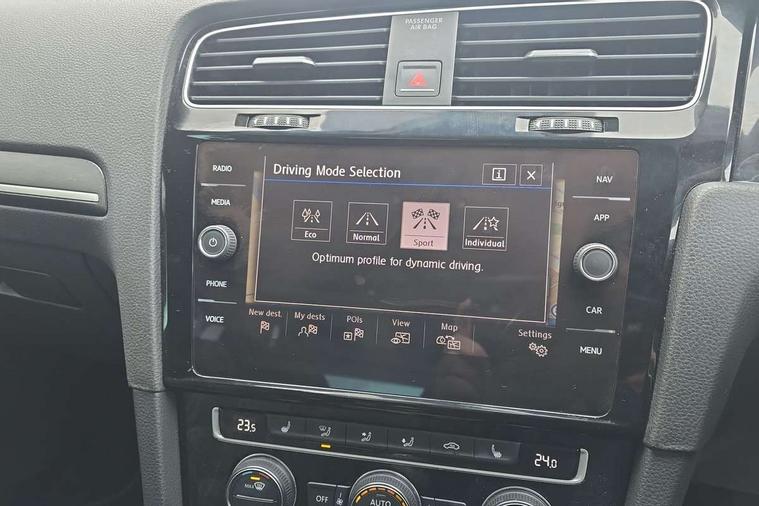 PASSENGER
AIR BAG
RADIO
MEDIA
PHONE
VOICE
Driving Mode Selection
i
Eco
Normal
Sport
Individual
Optimum profile for dynamic driving.
New dest.
My dests
POIs
View
Map
Settings
NAV
APP
CAR
MENU
23.5
24.0
MAX
OFF
AUTO